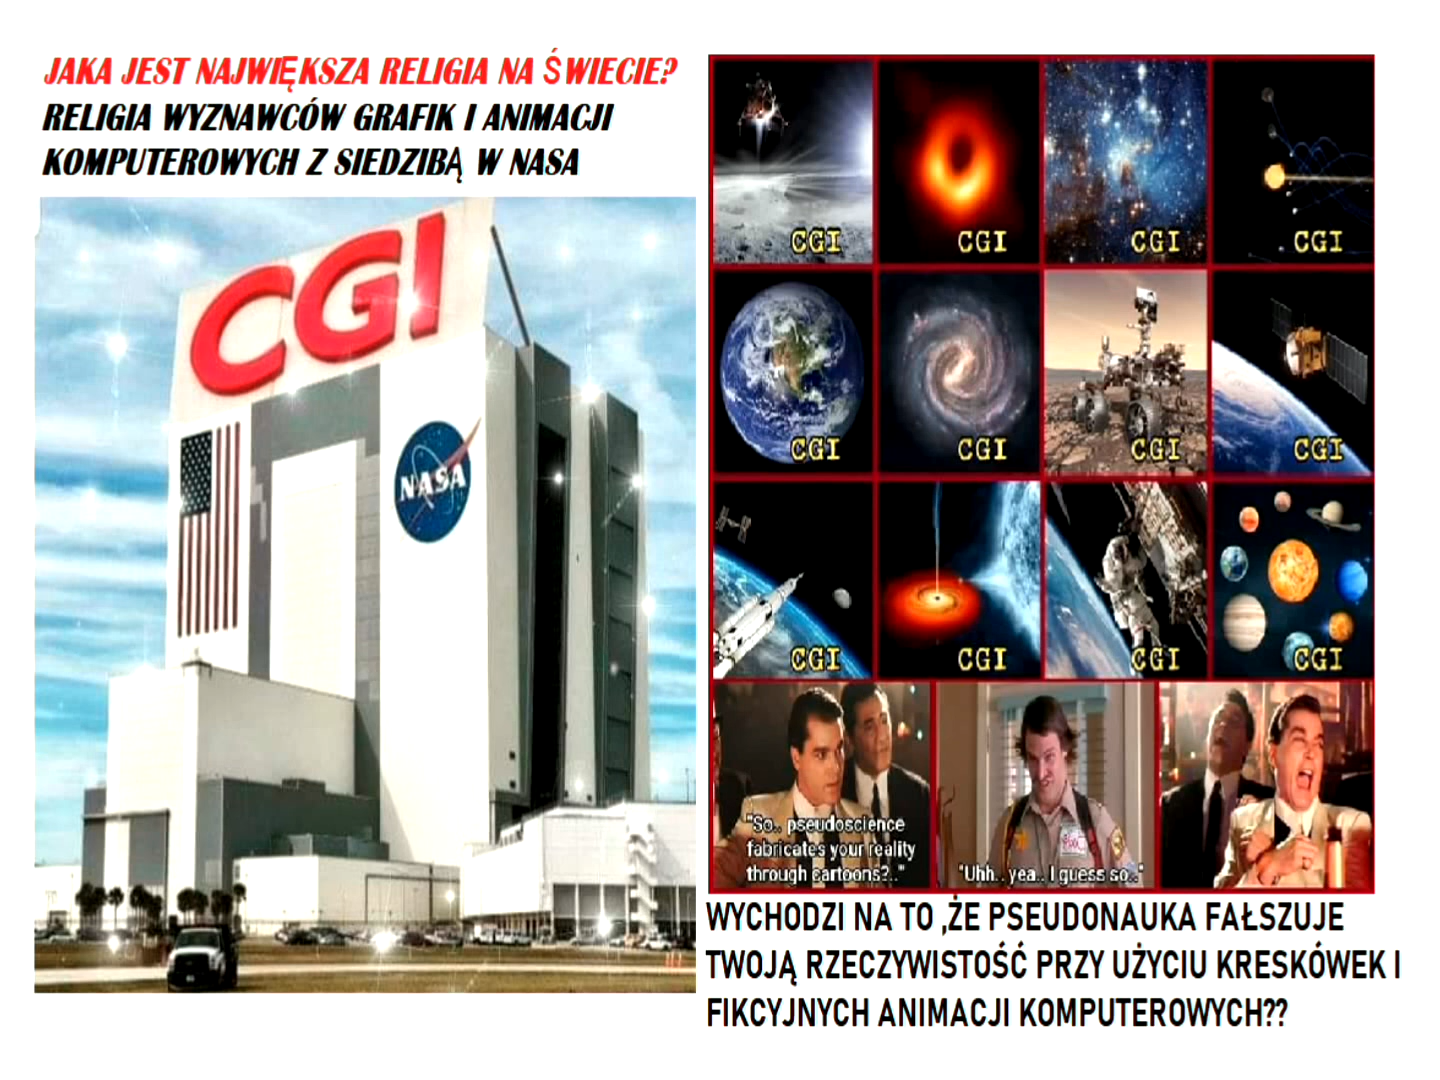 JAKA JEST NAJWIĘKSZA RELIGIA NA ŚWIECIE?
RELIGIA WYZNAWCÓW GRAFIK I ANIMACJI
KOMPUTEROWYCH Z SIEDZIBĄ W NASA
CGI
NASA
CGI CGI CGI CGI
CGI CGI CGI CGI
CGI CGI CGI CGI
"So.. pseudoscience
fabricates your reality
through cartoons?.."
"Uhh.. yea.. I guess so.."
WYCHODZI NA TO ,ŻE PSEUDONAUKA FAŁSZUJE
TWOJĄ RZECZYWISTOŚĆ PRZY UŻYCIU KRESKÓWEK I
FIKCYJNYCH ANIMACJI KOMPUTEROWYCH??